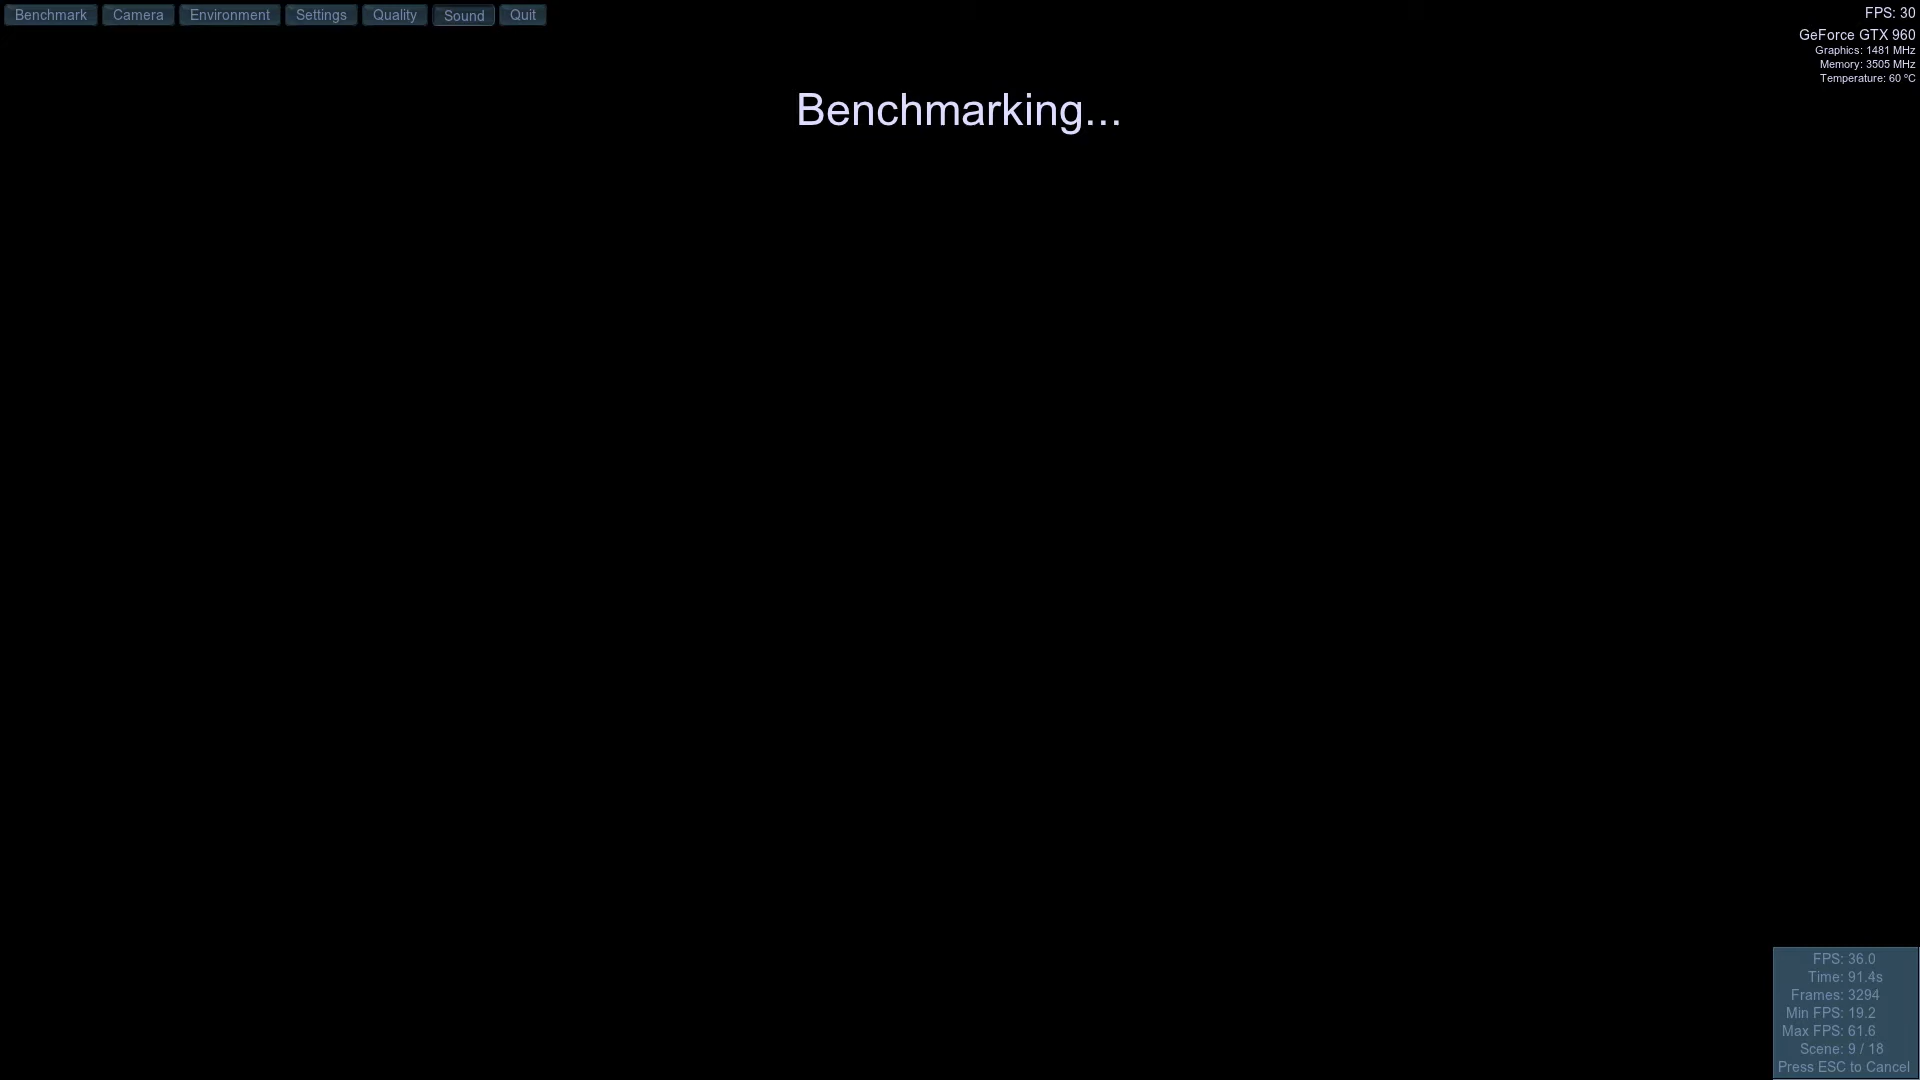 Benchmark Camera Environment Settings Quality Sound Quit
FPS: 30
GeForce GTX 960
Graphics: 1481 MHz
Memory: 3505 MHz
Temperature: 60 °C
Benchmarking...
FPS: 36.0
Time: 91.4s
Frames: 3294
Min FPS: 19.2
Max FPS: 61.6
Scene: 9 / 18
Press ESC to Cancel